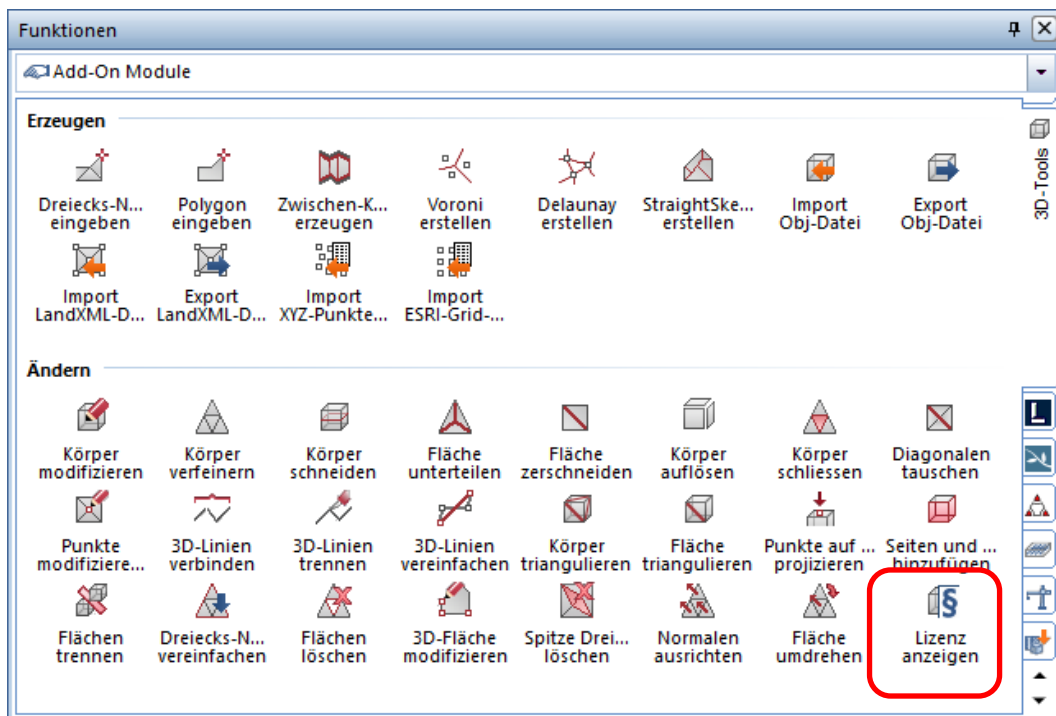 Funktionen
Add-On Module
Erzeugen
Dreiecks-N... eingeben
Polygon eingeben
Zwischen-K... erzeugen
Voroni erstellen
Delaunay erstellen
StraightSke... erstellen
Import Obj-Datei
Export Obj-Datei
Import LandXML-D...
Export LandXML-D...
Import XYZ-Punkte...
Import ESRI-Grid-...
Ändern
Körper modifizieren
Körper verfeinern
Körper schneiden
Fläche unterteilen
Fläche zerschneiden
Körper auflösen
Körper schliessen
Diagonalen tauschen
Punkte modifiziere...
3D-Linien verbinden
3D-Linien trennen
3D-Linien vereinfachen
Körper triangulieren
Fläche triangulieren
Punkte auf ... projizieren
Seiten und ... hinzufügen
Flächen trennen
Dreiecks-N... vereinfachen
Flächen löschen
3D-Fläche modifizieren
Spitze Drei... löschen
Normalen ausrichten
Fläche umdrehen
§
Lizenz anzeigen
3D-Tools
L